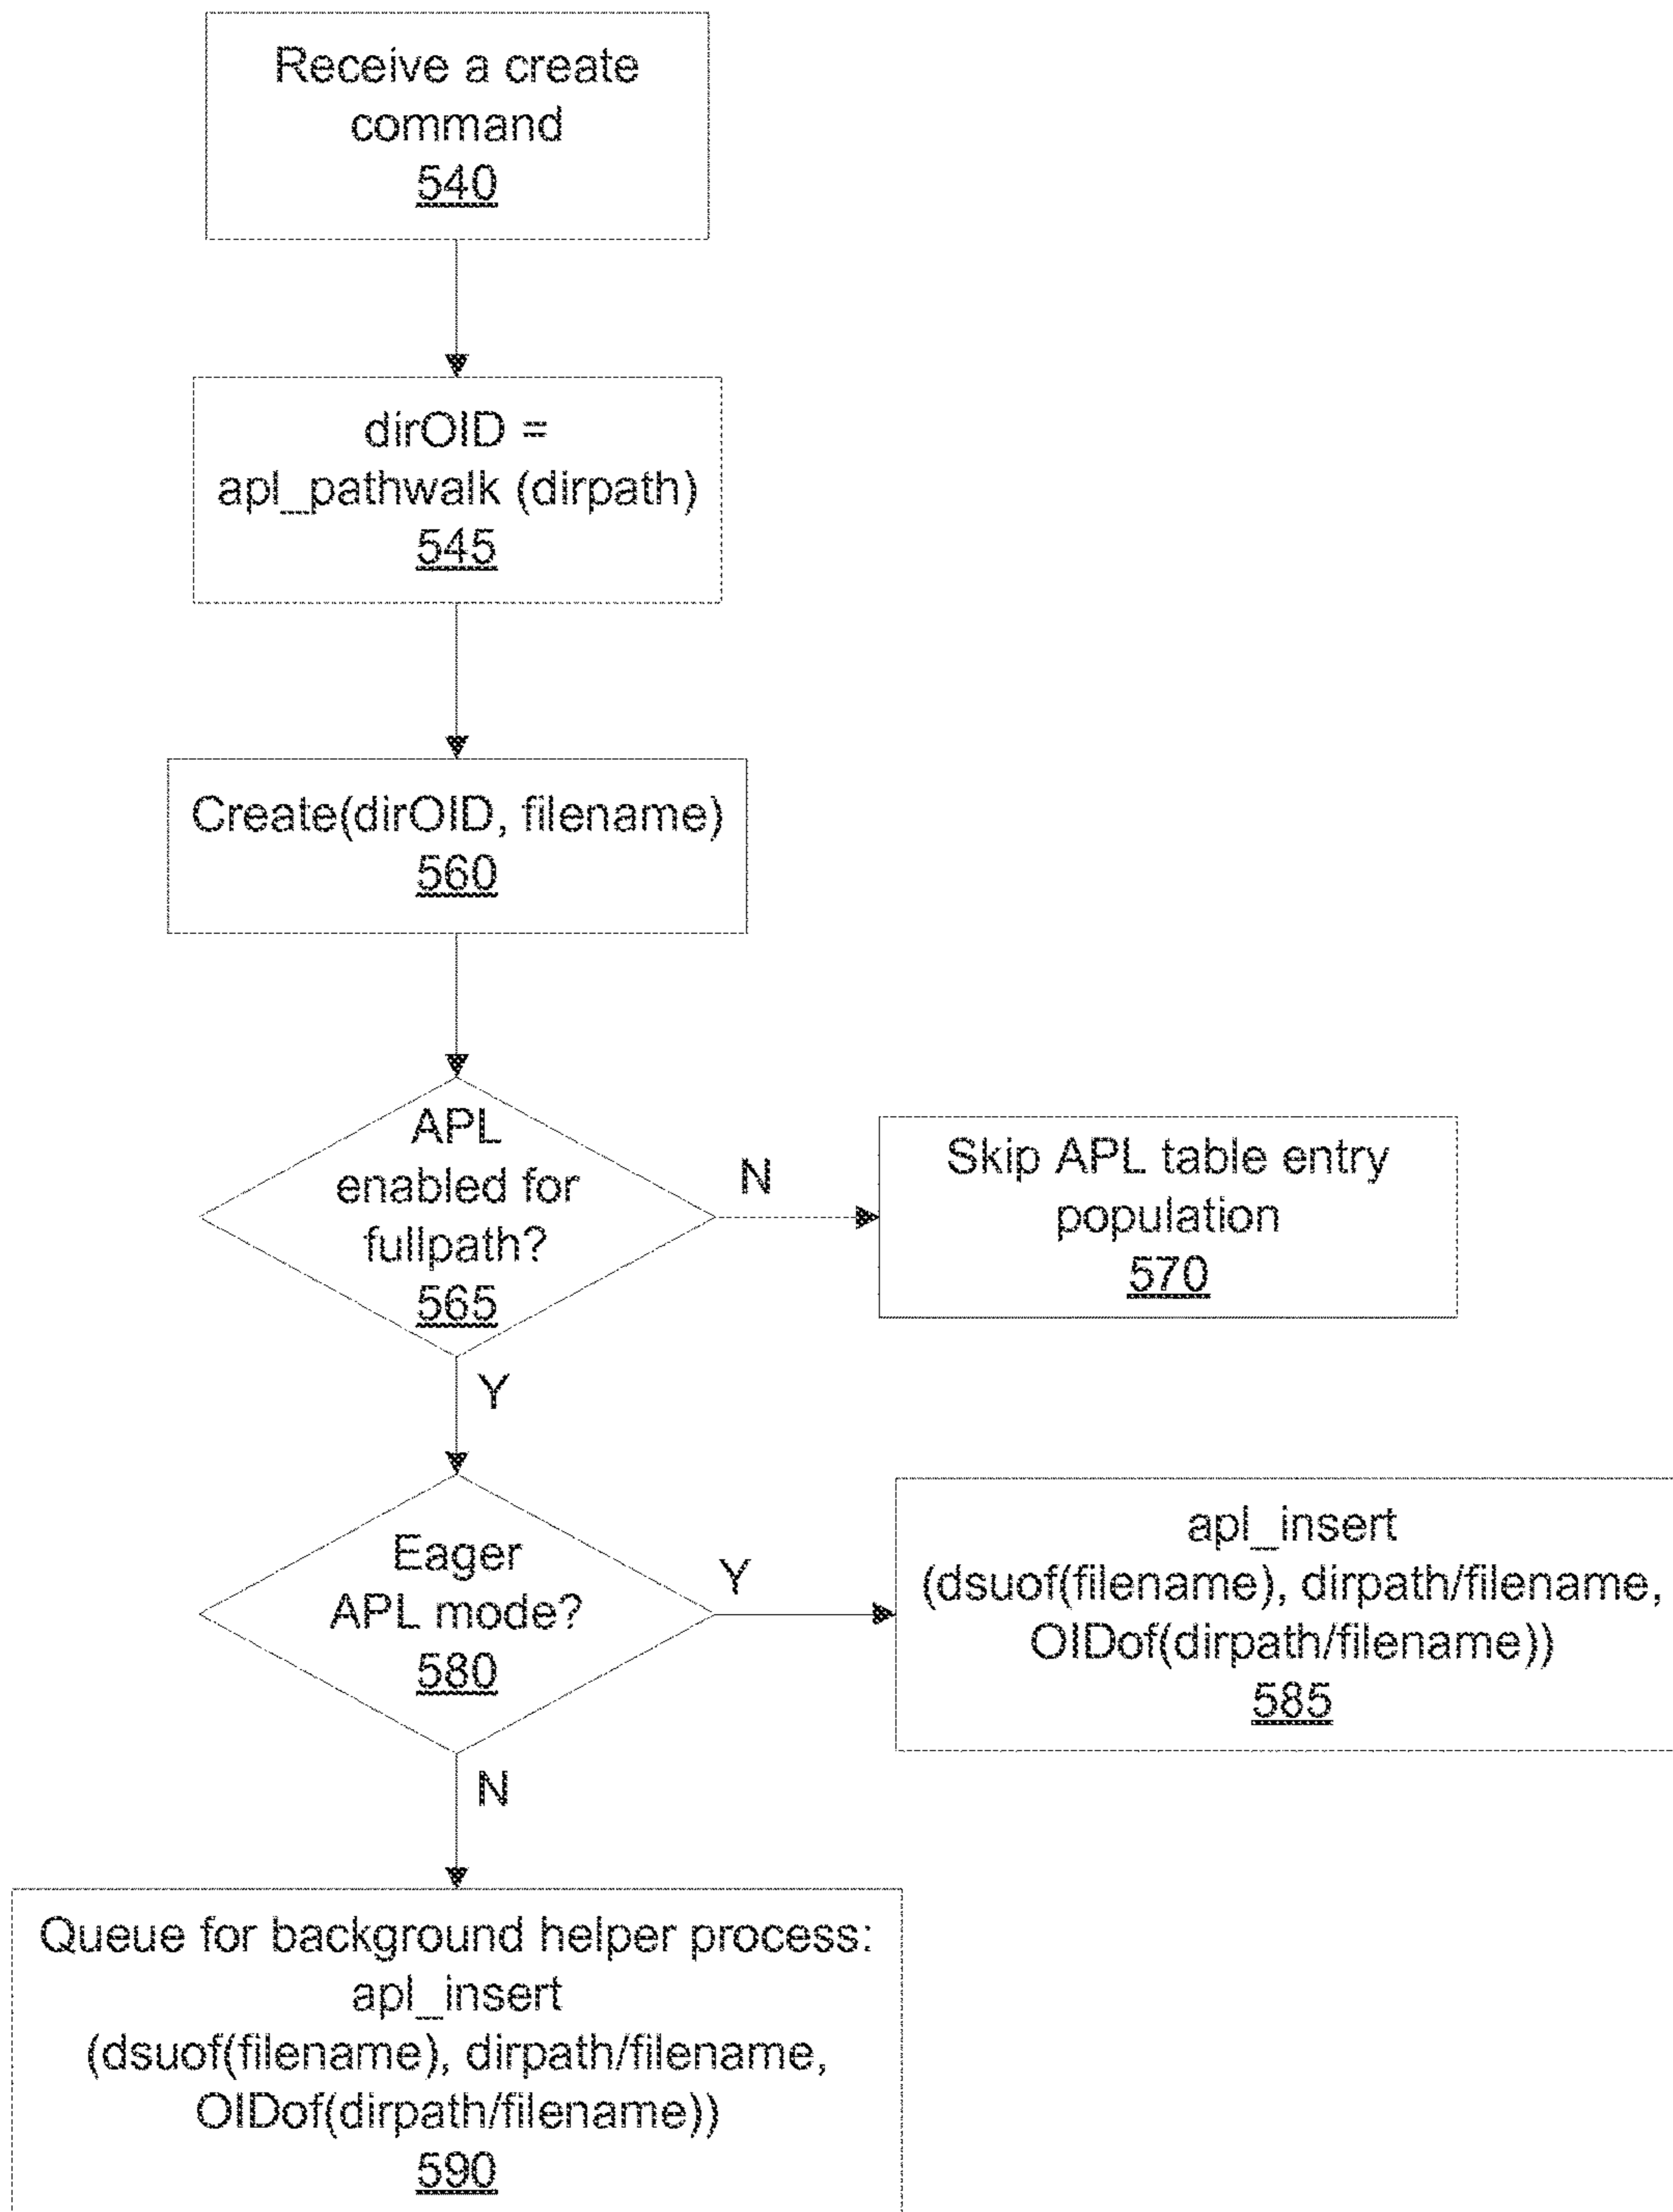 Receive a create
command
540
dirOID =
apl_pathwalk (dirpath)
545
Create(dirOID, filename)
560
APL
enabled for
fullpath?
565
N
Skip APL table entry
population
570
Y
Eager
APL mode?
580
Y
apl_insert
(dsuof(filename), dirpath/filename,
OIDof(dirpath/filename))
585
N
Queue for background helper process:
apl_insert
(dsuof(filename), dirpath/filename,
OIDof(dirpath/filename))
590